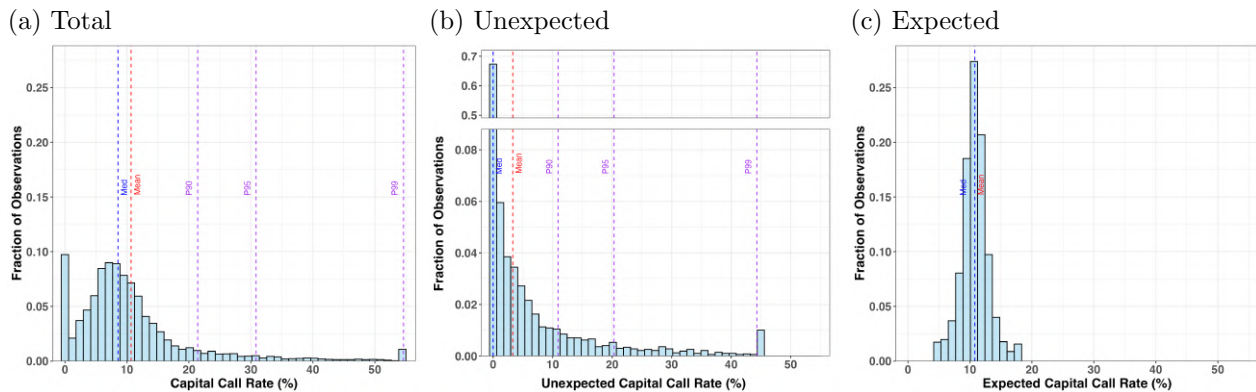 (a) Total
(b) Unexpected
(c) Expected
Fraction of Observations
0.25
0.20
0.15
0.10
0.05
0.00
Med
Mean
P90
P95
P99
0 10 20 30 40 50
Capital Call Rate (%)
Fraction of Observations
0.7
0.6
0.5
0.08
0.06
0.04
0.02
0.00
Med
Mean
P90
P95
P99
0 10 20 30 40 50
Unexpected Capital Call Rate (%)
Fraction of Observations
0.25
0.20
0.15
0.10
0.05
0.00
Med
Mean
0 10 20 30 40 50
Expected Capital Call Rate (%)